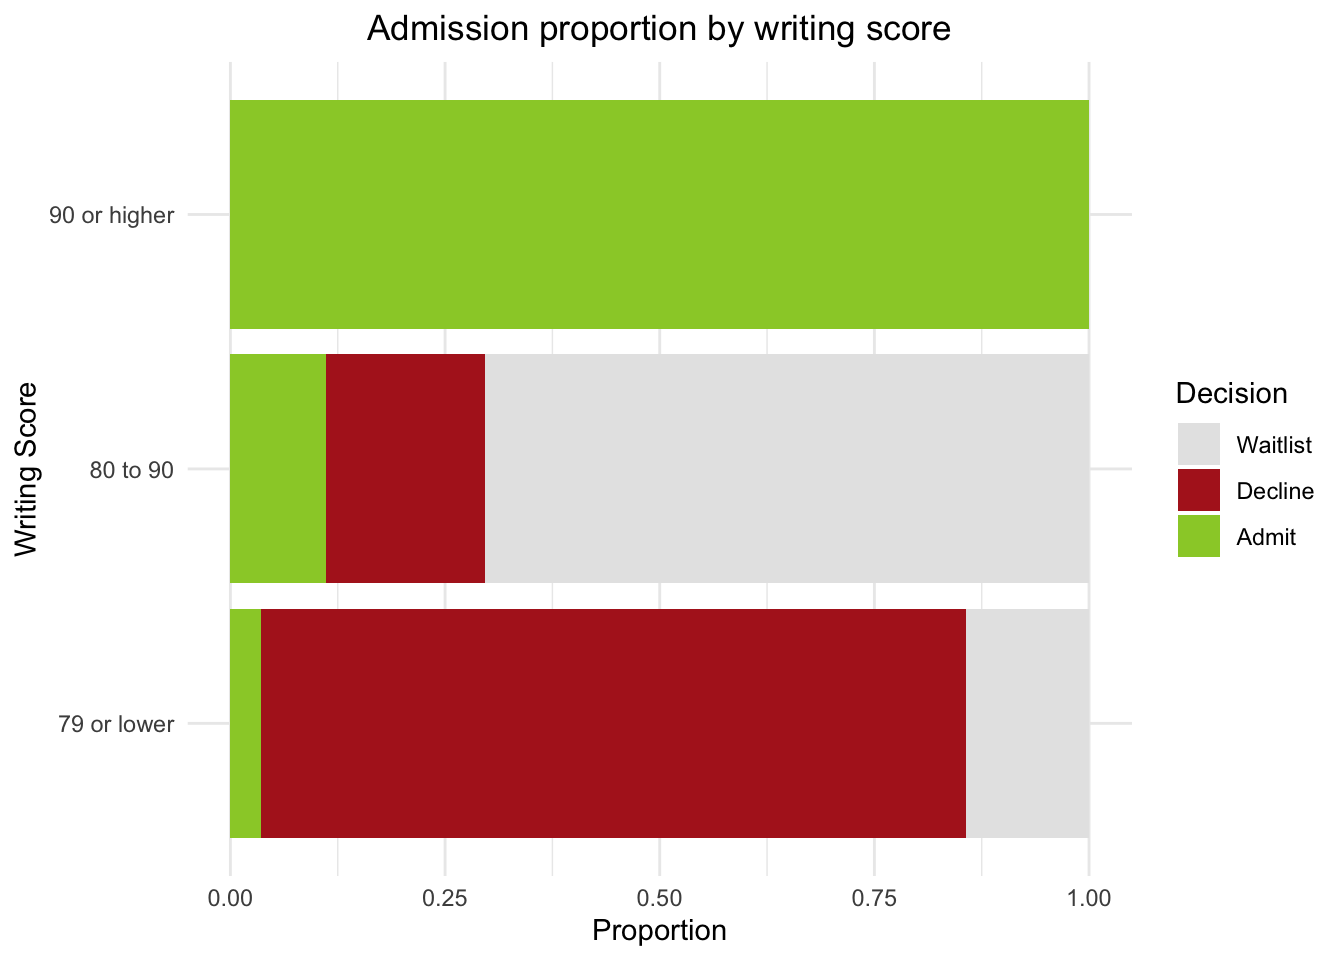 Admission proportion by writing score
Writing Score
90 or higher
80 to 90
79 or lower
0.00
0.25
0.50
0.75
1.00
Proportion
Decision
Waitlist
Decline
Admit